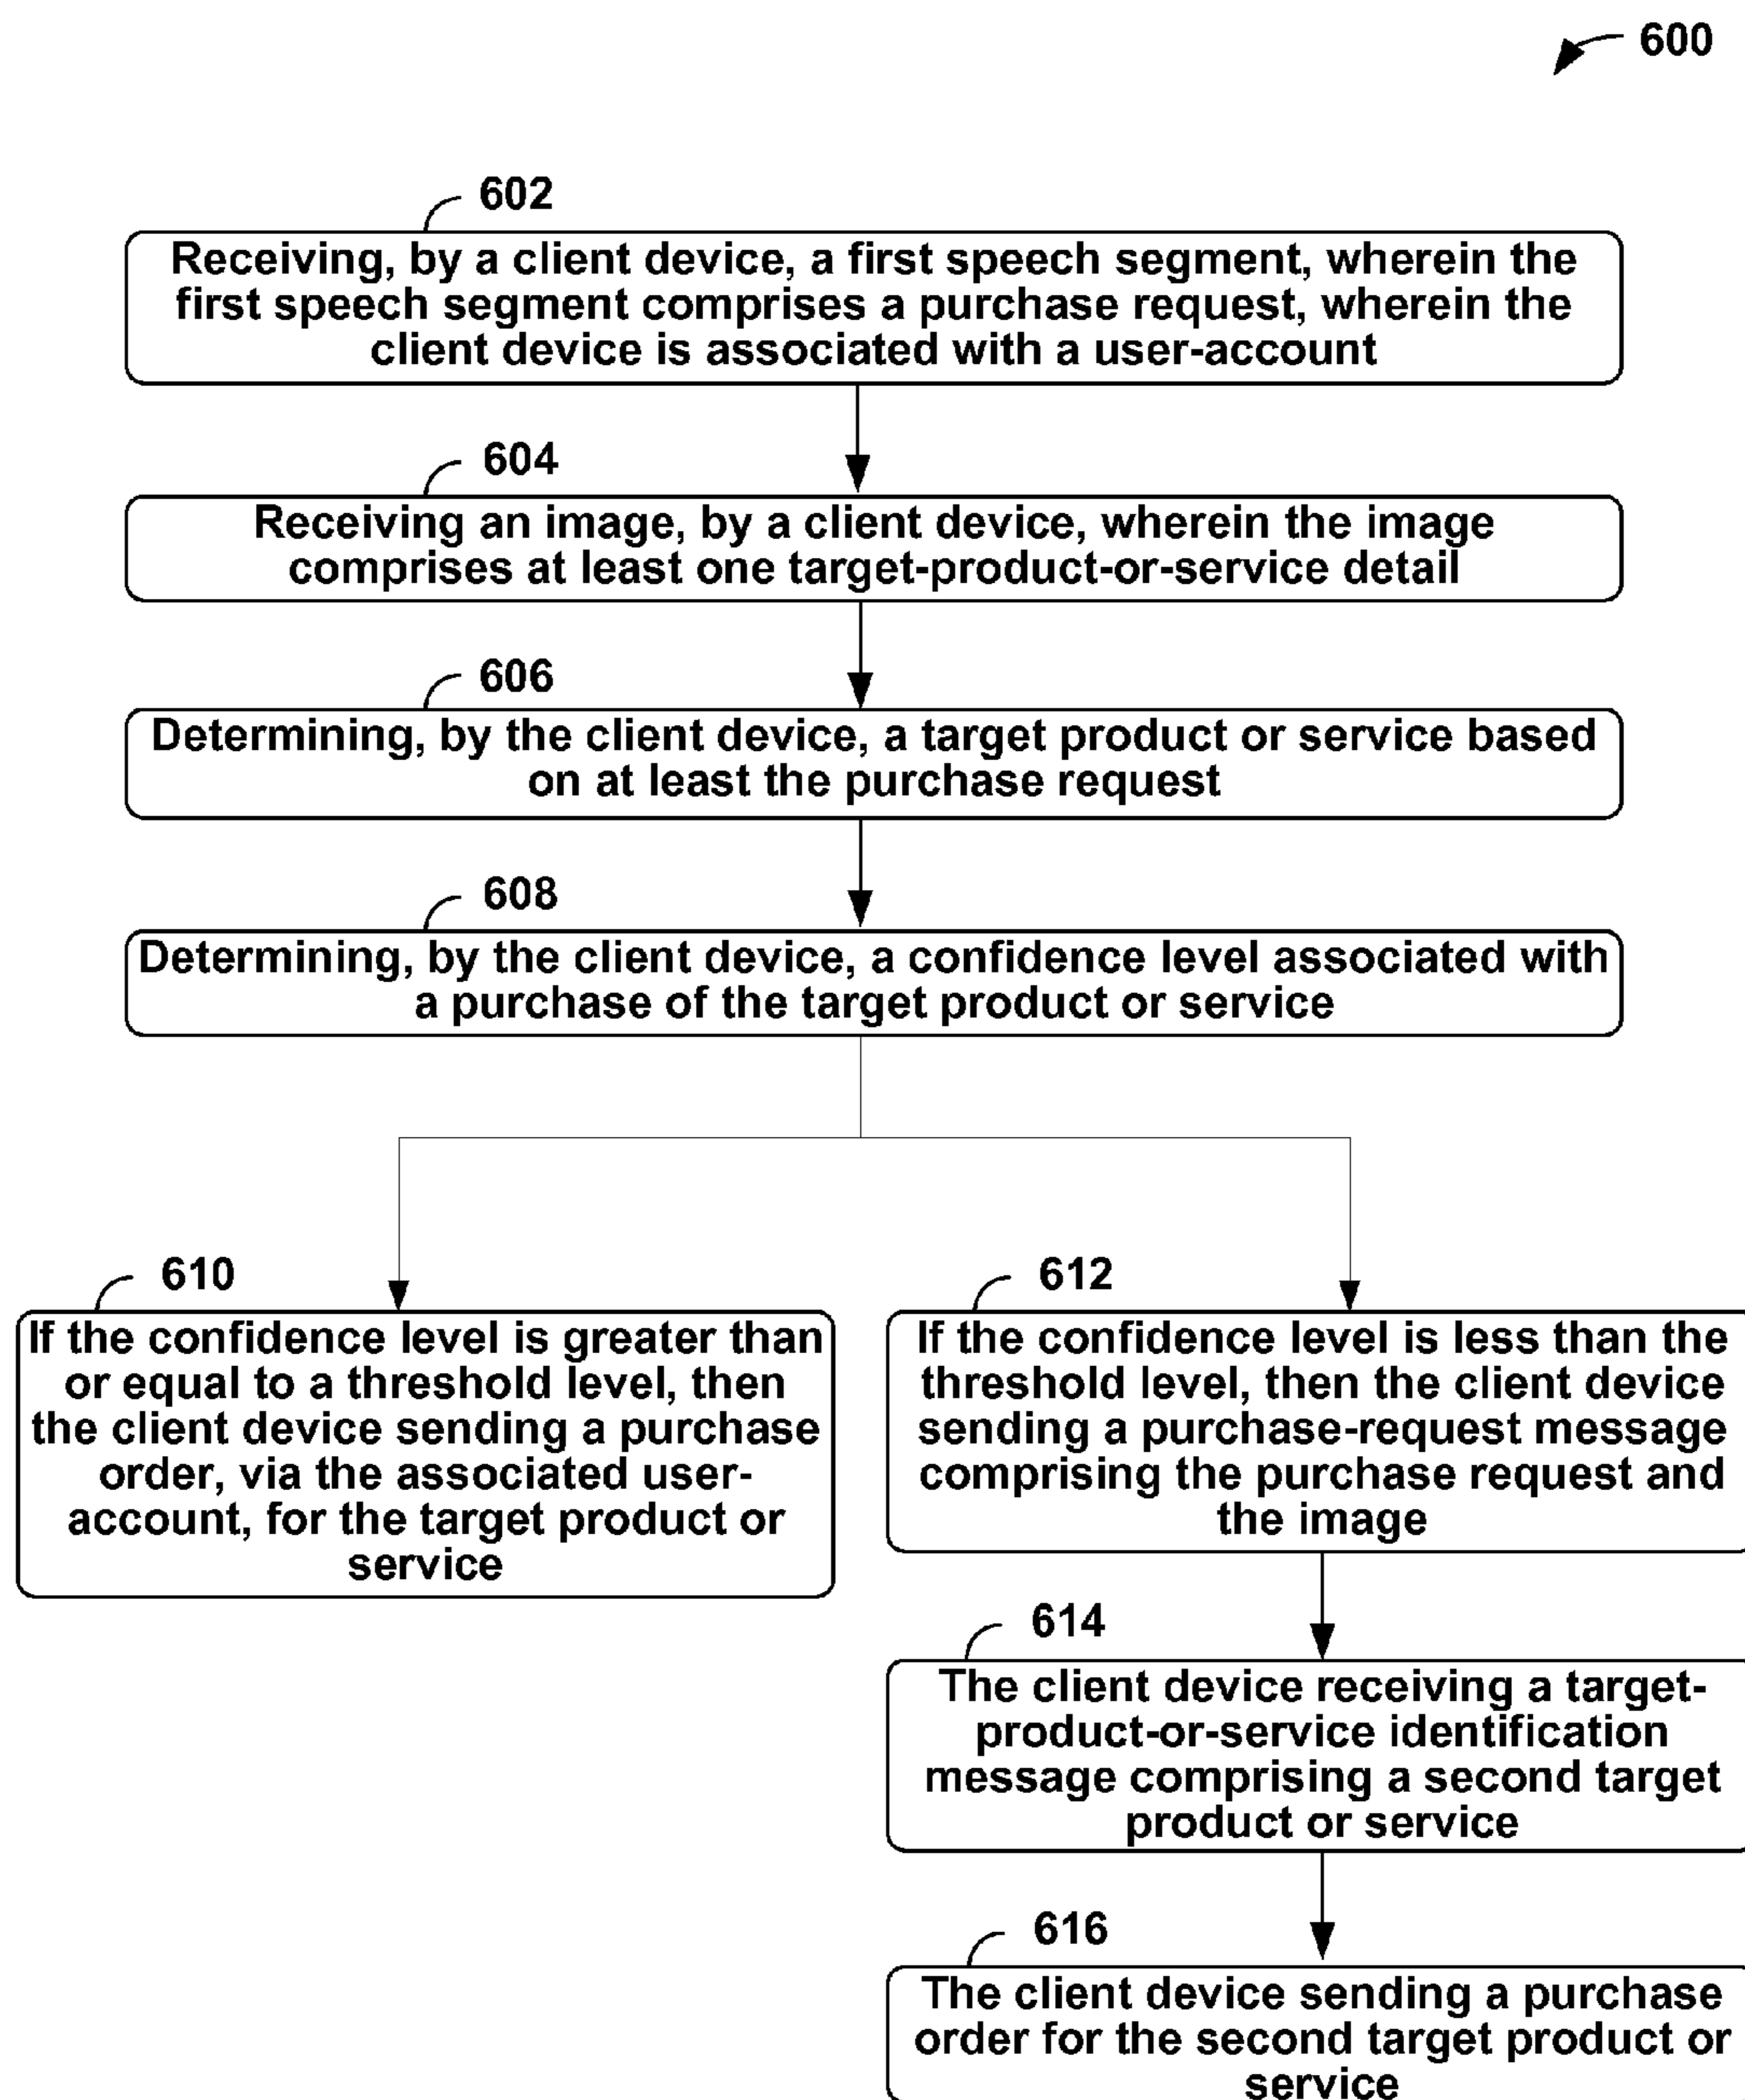 600
602
Receiving, by a client device, a first speech segment, wherein the
first speech segment comprises a purchase request, wherein the
client device is associated with a user-account
604
Receiving an image, by a client device, wherein the image
comprises at least one target-product-or-service detail
606
Determining, by the client device, a target product or service based
on at least the purchase request
608
Determining, by the client device, a confidence level associated with
a purchase of the target product or service
610
If the confidence level is greater than
or equal to a threshold level, then
the client device sending a purchase
order, via the associated user-
account, for the target product or
service
612
If the confidence level is less than the
threshold level, then the client device
sending a purchase-request message
comprising the purchase request and
the image
614
The client device receiving a target-
product-or-service identification
message comprising a second target
product or service
616
The client device sending a purchase
order for the second target product or
service